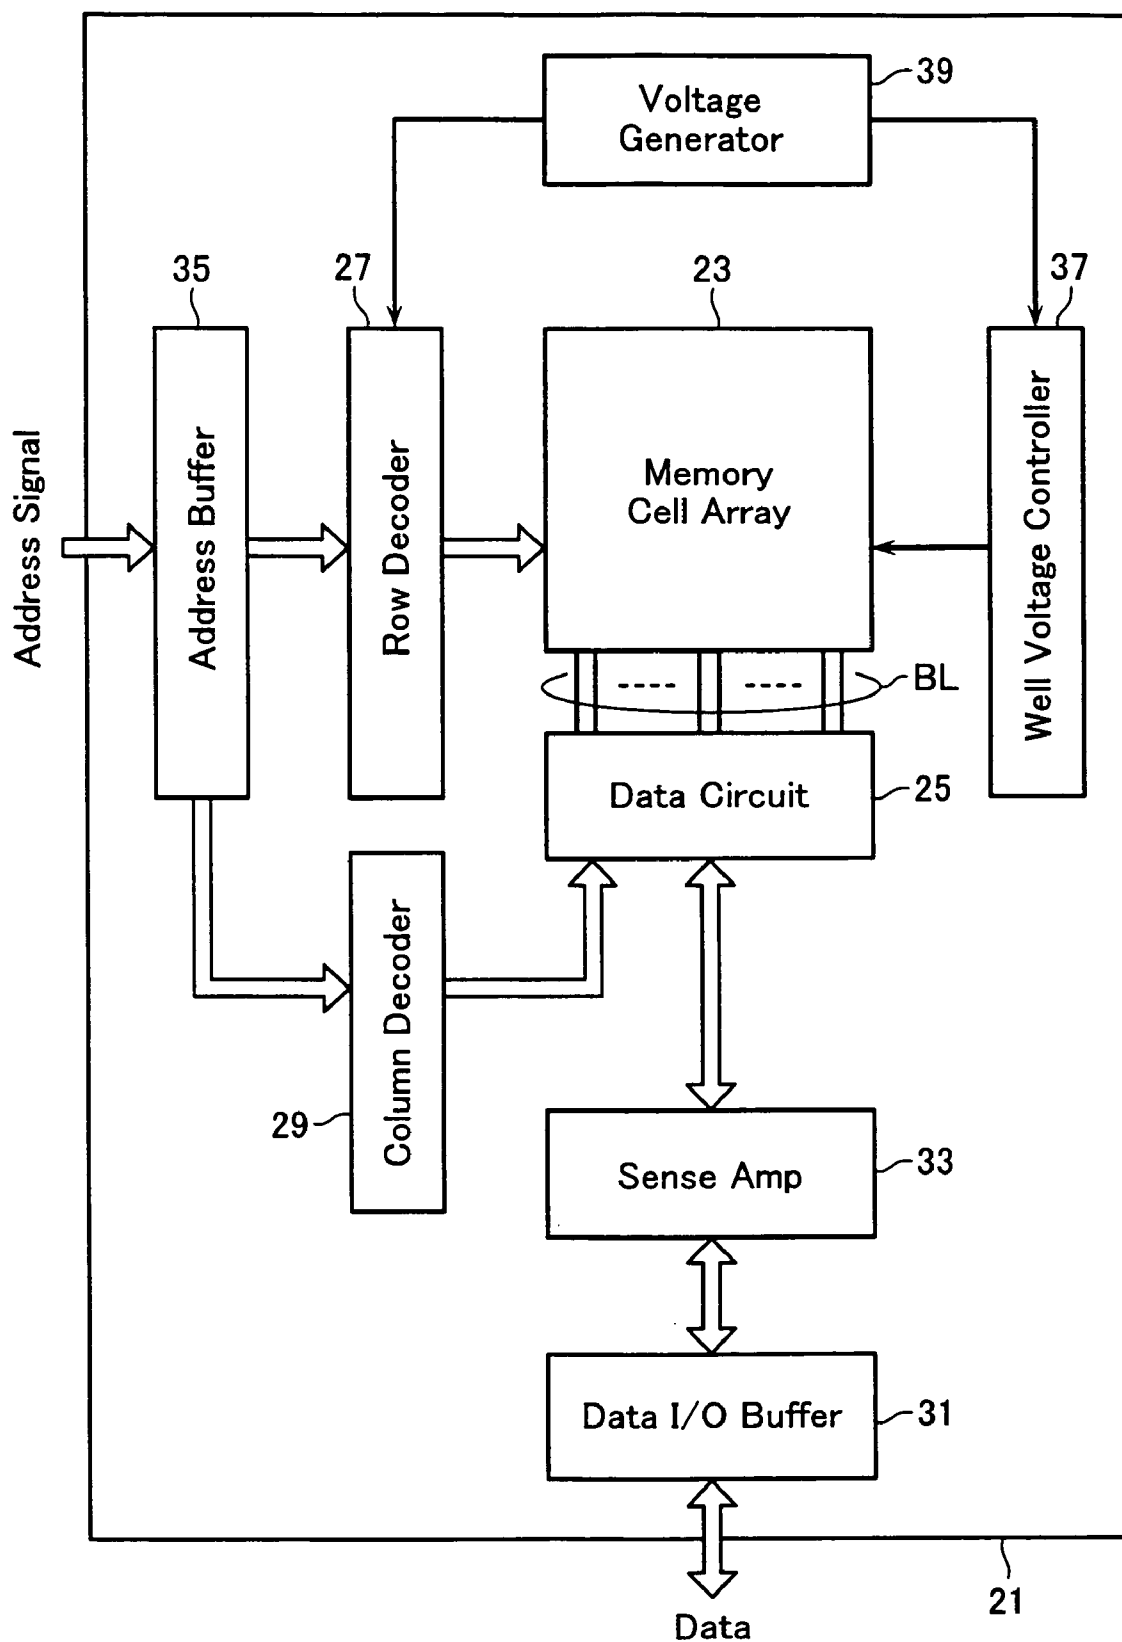 39
Voltage
Generator
35
27
23
37
Address Signal
Address Buffer
Row Decoder
Memory
Cell Array
Well Voltage Controller
BL
Data Circuit
25
Column Decoder
29
Sense Amp
33
Data I/O Buffer
31
21
Data